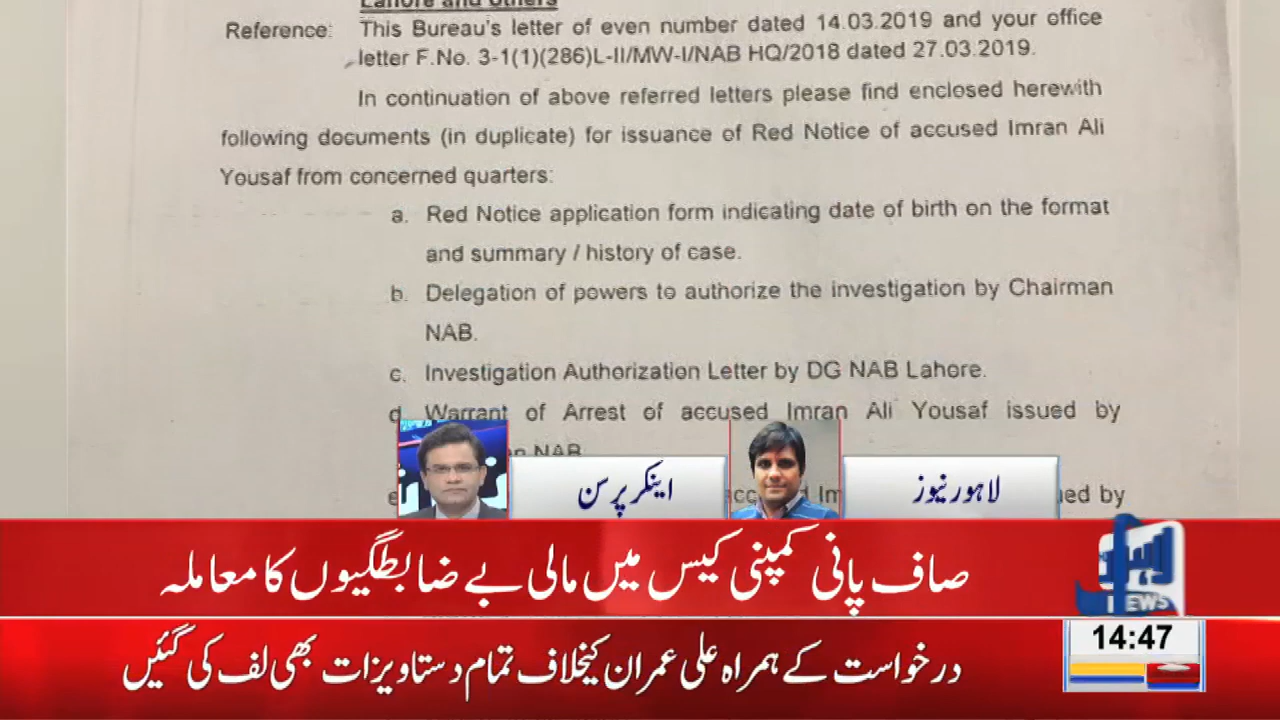 Lahore and others
Reference: This Bureau's letter of even number dated 14.03.2019 and your office
letter F.No. 3-1(1)(286)L-II/MW-I/NAB HQ/2018 dated 27.03.2019.
In continuation of above referred letters please find enclosed herewith
following documents (in duplicate) for issuance of Red Notice of accused Imran Ali
Yousaf from concerned quarters:
a. Red Notice application form indicating date of birth on the format
and summary / history of case.
b. Delegation of powers to authorize the investigation by Chairman
NAB.
c. Investigation Authorization Letter by DG NAB Lahore.
d. Warrant of Arrest of accused Imran Ali Yousaf issued by
NAB
by
اینکر پرسن
لاہور نیوز
صاف پانی کمپنی کیس میں مالی بے ضابطگیوں کا معاملہ
NEWS
درخواست کے ہمراہ علی عمران کیخلاف تمام دستاویزات بھی لف کی گئیں
14:47